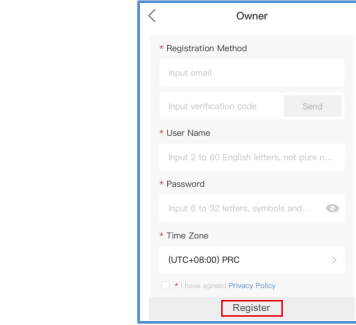 Owner
* Registration Method
Input email
Input verification code Send
* User Name
Input 2 to 60 English letters, not pure n...
* Password
Input 6 to 32 letters, symbols and...
* Time Zone
(UTC+08:00) PRC
* I have agreed Privacy Policy
Register